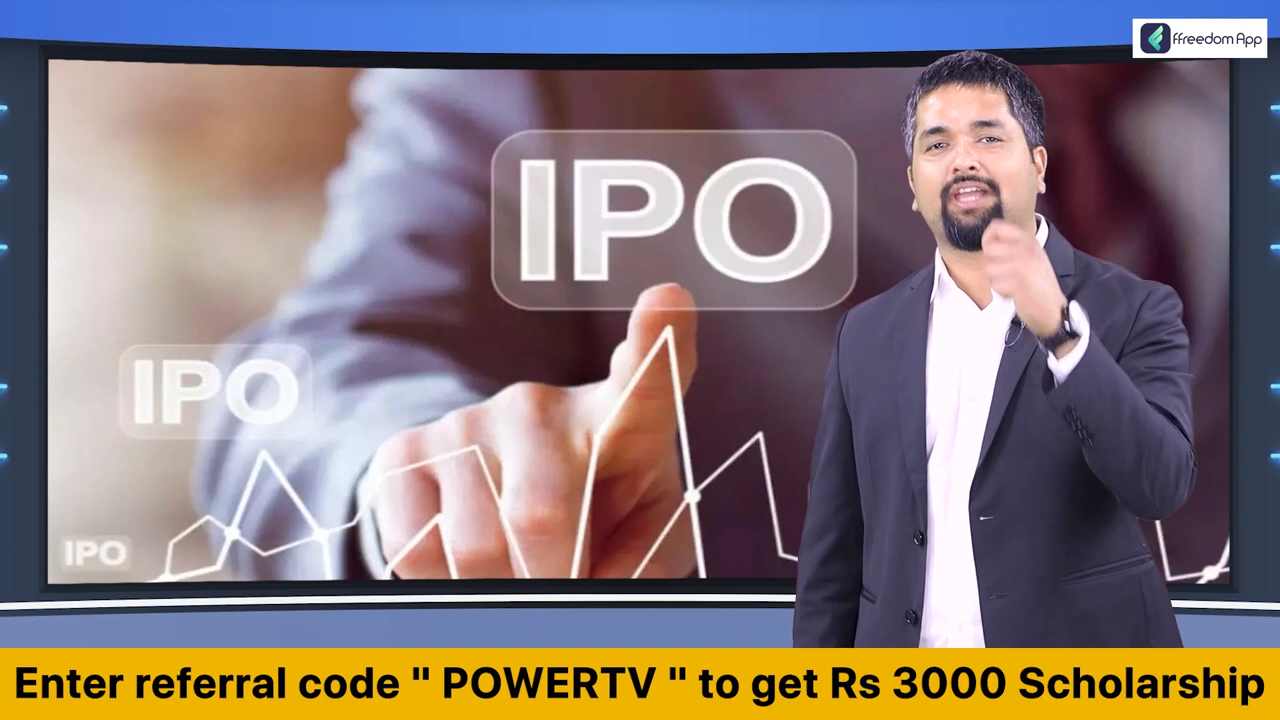 ffreedom App
IPO
IPO
IPO
Enter referral code " POWERTV " to get Rs 3000 Scholarship